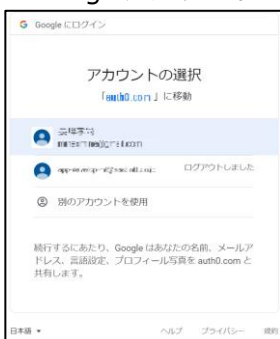 Google にログイン
アカウントの選択
「auth0.com」に移動
ログアウトしました
別のアカウントを使用
続行するにあたり、Google はあなたの名前、メールア
ドレス、言語設定、プロフィール写真を auth0.com と
共有します。
日本語 ヘルプ プライバシー 規約